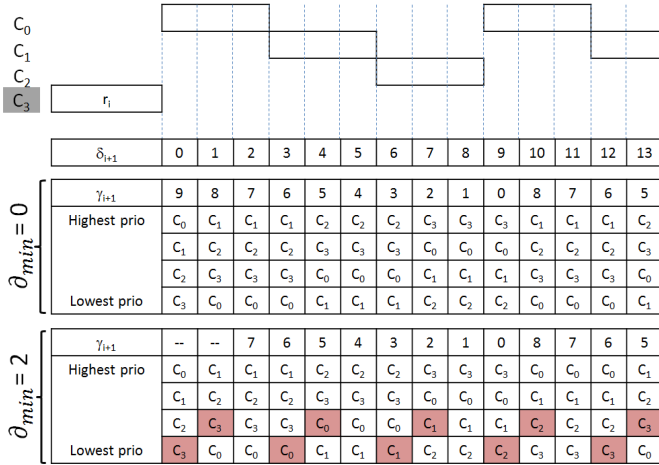 C₀
C₁
C₂
C₃ rᵢ
δᵢ₊₁ 0 1 2 3 4 5 6 7 8 9 10 11 12 13
∂min = 0
γᵢ₊₁ 9 8 7 6 5 4 3 2 1 0 8 7 6 5
Highest prio C₀ C₁ C₁ C₁ C₂ C₂ C₂ C₃ C₃ C₃ C₁ C₁ C₁ C₂
C₁ C₂ C₂ C₂ C₃ C₃ C₃ C₀ C₀ C₀ C₂ C₂ C₂ C₃
C₂ C₃ C₃ C₃ C₀ C₀ C₀ C₁ C₁ C₁ C₃ C₃ C₃ C₀
Lowest prio C₃ C₀ C₀ C₀ C₁ C₁ C₁ C₂ C₂ C₂ C₀ C₀ C₀ C₁
∂min = 2
γᵢ₊₁ -- -- 7 6 5 4 3 2 1 0 8 7 6 5
Highest prio C₀ C₁ C₁ C₁ C₂ C₂ C₂ C₃ C₃ C₃ C₀ C₀ C₀ C₁
C₁ C₂ C₂ C₂ C₃ C₃ C₃ C₀ C₀ C₀ C₁ C₁ C₁ C₂
C₂ C₃ C₃ C₃ C₀ C₀ C₀ C₁ C₁ C₁ C₂ C₂ C₂ C₃
Lowest prio C₃ C₀ C₀ C₀ C₁ C₁ C₁ C₂ C₂ C₂ C₃ C₃ C₃ C₀